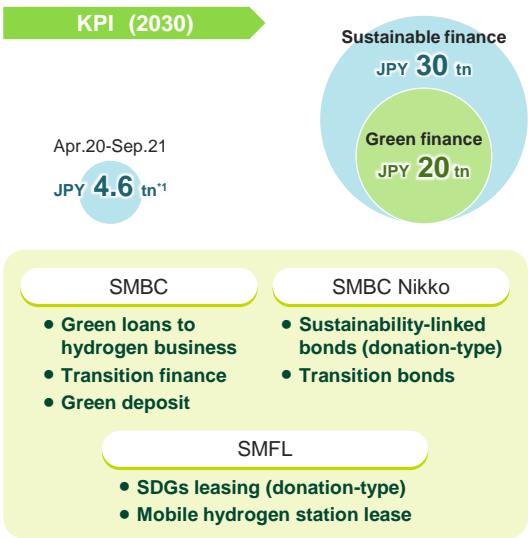 KPI (2030)
Sustainable finance
JPY 30 tn
Green finance
JPY 20 tn
Apr.20-Sep.21
JPY 4.6 tn*1
SMBC
• Green loans to
hydrogen business
• Transition finance
• Green deposit
SMBC Nikko
• Sustainability-linked
bonds (donation-type)
• Transition bonds
SMFL
• SDGs leasing (donation-type)
• Mobile hydrogen station lease